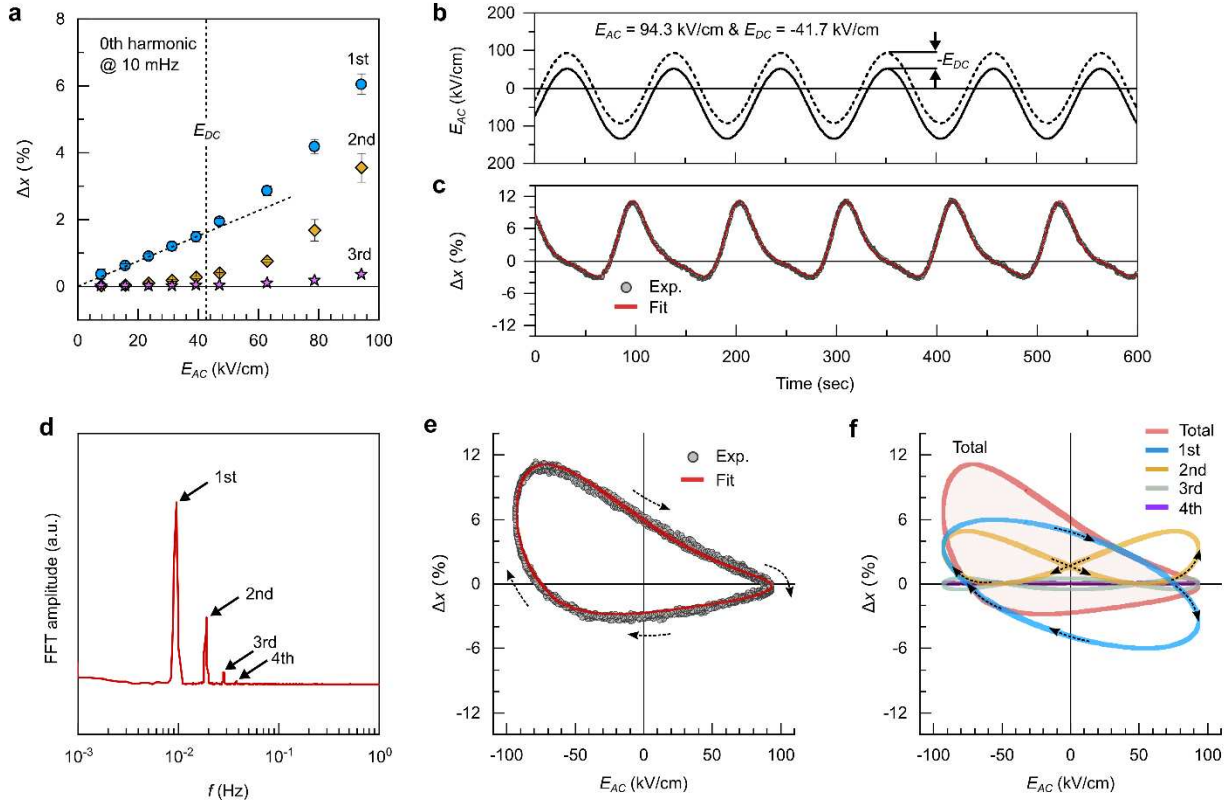 a
8
6
4
2
0
0th harmonic
@ 10 mHz
1st
E_DC
2nd
3rd
Δx (%)
0 20 40 60 80 100
E_AC (kV/cm)
b
200
100
0
100
200
E_AC (kV/cm)
E_AC = 94.3 kV/cm & E_DC = -41.7 kV/cm
-E_DC
c
12
6
0
-6
-12
Δx (%)
Exp.
Fit
0 100 200 300 400 500 600
Time (sec)
d
FFT amplitude (a.u.)
1st
2nd
3rd
4th
10⁻³ 10⁻² 10⁻¹ 10⁰
f (Hz)
e
12
6
0
-6
-12
Δx (%)
Exp.
Fit
-100 -50 0 50 100
E_AC (kV/cm)
f
12
6
0
-6
-12
Δx (%)
Total
Total
1st
2nd
3rd
4th
-100 -50 0 50 100
E_AC (kV/cm)